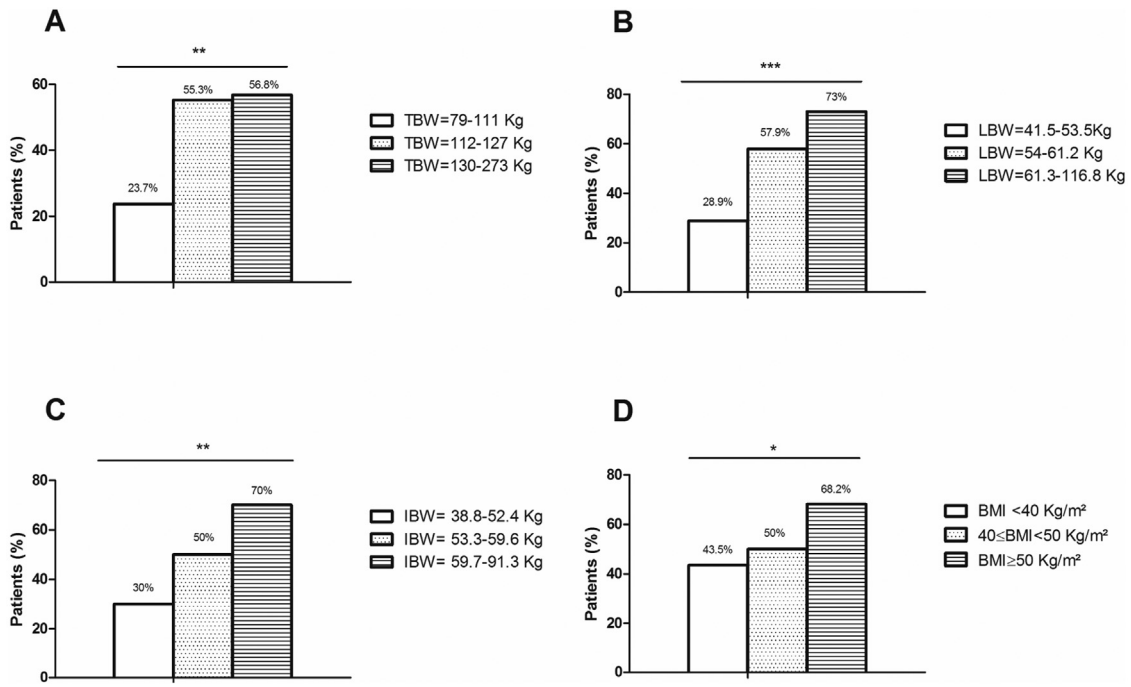 A
**
60
40
20
0
Patients (%)
23.7%
55.3%
56.8%
TBW=79-111 Kg
TBW=112-127 Kg
TBW=130-273 Kg
B
***
80
60
40
20
0
Patients (%)
28.9%
57.9%
73%
LBW=41.5-53.5Kg
LBW=54-61.2 Kg
LBW=61.3-116.8 Kg
C
**
80
60
40
20
0
Patients (%)
30%
50%
70%
IBW= 38.8-52.4 Kg
IBW= 53.3-59.6 Kg
IBW= 59.7-91.3 Kg
D
*
80
60
40
20
0
Patients (%)
43.5%
50%
68.2%
BMI <40 Kg/m²
40≤BMI<50 Kg/m²
BMI≥50 Kg/m²